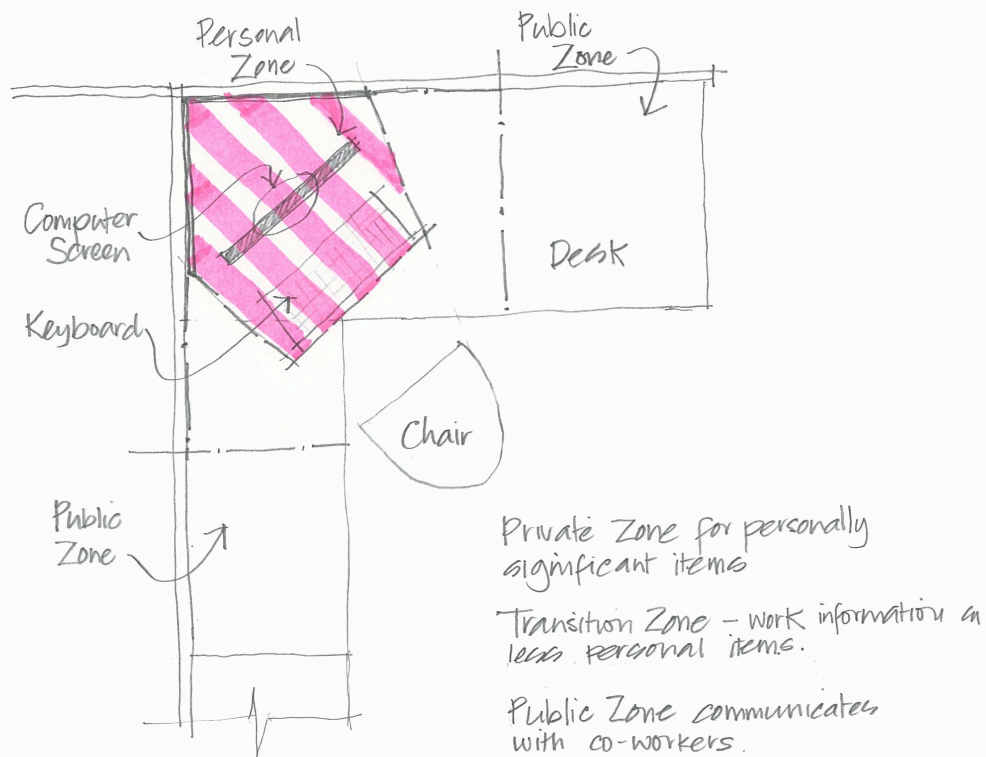 Personal
Zone
Public
Zone
Computer
Screen
Desk
Keyboard
Chair
Public
Zone
Private Zone for personally
significant items
Transition Zone – work information
less personal items.
Public Zone communicates
with co-workers.